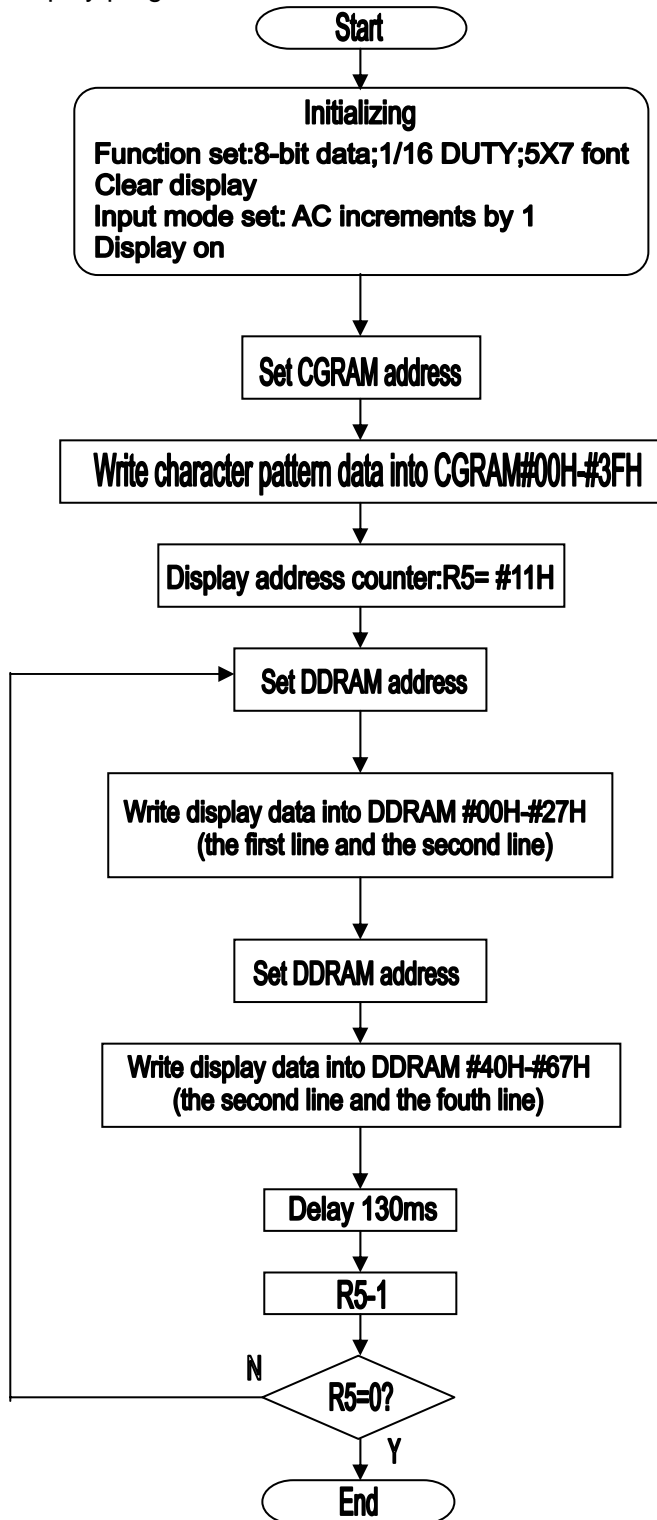 Start
Initializing
Function set:8-bit data;1/16 DUTY;5X7 font
Clear display
Input mode set: AC increments by 1
Display on
Set CGRAM address
Write character pattern data into CGRAM#00H-#3FH
Display address counter:R5= #11H
Set DDRAM address
Write display data into DDRAM #00H-#27H
(the first line and the second line)
Set DDRAM address
Write display data into DDRAM #40H-#67H
(the second line and the fouth line)
Delay 130ms
R5-1
N
R5=0?
Y
End